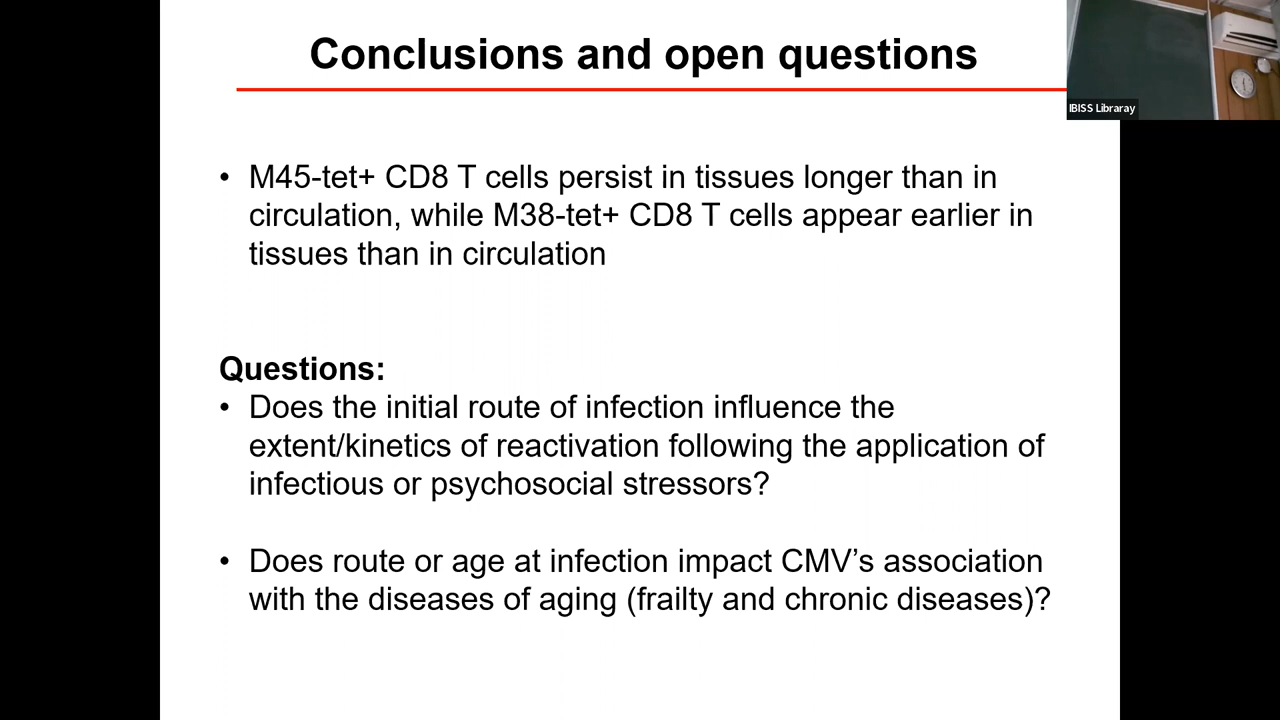 Conclusions and open questions
IBISS Libraray
• M45-tet+ CD8 T cells persist in tissues longer than in
circulation, while M38-tet+ CD8 T cells appear earlier in
tissues than in circulation
Questions:
• Does the initial route of infection influence the
extent/kinetics of reactivation following the application of
infectious or psychosocial stressors?
• Does route or age at infection impact CMV’s association
with the diseases of aging (frailty and chronic diseases)?